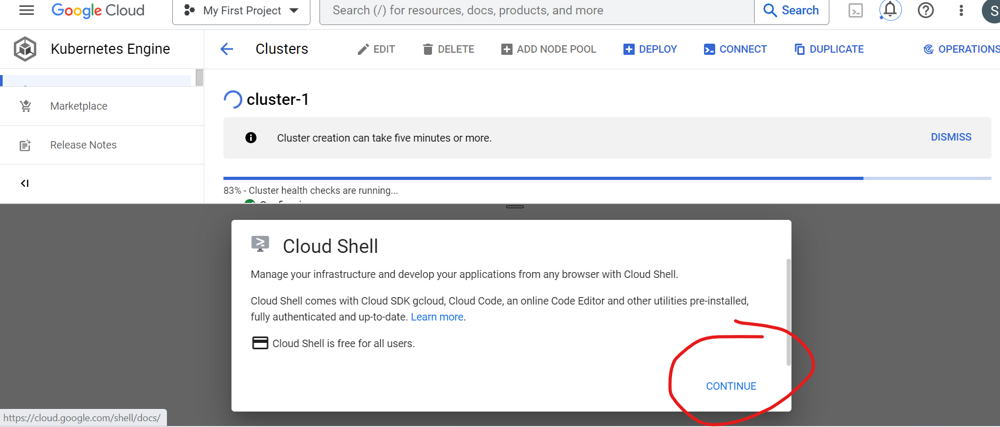 Google Cloud
My First Project
Search (/) for resources, docs, products, and more
Search
S
Kubernetes Engine
Clusters
EDIT
DELETE
ADD NODE POOL
DEPLOY
CONNECT
DUPLICATE
OPERATIONS
Marketplace
Release Notes
cluster-1
Cluster creation can take five minutes or more.
DISMISS
83% - Cluster health checks are running...
Cloud Shell
Manage your infrastructure and develop your applications from any browser with Cloud Shell.
Cloud Shell comes with Cloud SDK gcloud, Cloud Code, an online Code Editor and other utilities pre-installed,
fully authenticated and up-to-date. Learn more.
Cloud Shell is free for all users.
CONTINUE
https://cloud.google.com/shell/docs/